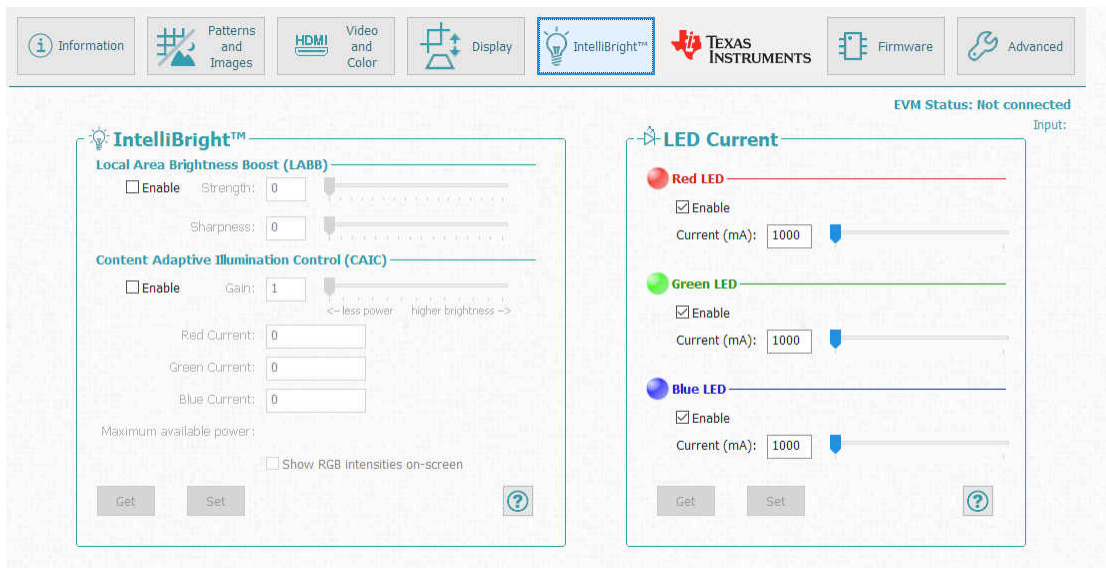 Information
Patterns
and
Images
HDMI
Video
and
Color
Display
IntelliBright™
TEXAS
INSTRUMENTS
Firmware
Advanced
EVM Status: Not connected
Input:
IntelliBright™
Local Area Brightness Boost (LABB)
Enable Strength: 0
Sharpness: 0
Content Adaptive Illumination Control (CAIC)
Enable Gain: 1
<-- less power higher brightness -->
Red Current: 0
Green Current: 0
Blue Current: 0
Maximum available power:
Show RGB intensities on-screen
Get Set ?
LED Current
Red LED
Enable
Current (mA): 1000
Green LED
Enable
Current (mA): 1000
Blue LED
Enable
Current (mA): 1000
Get Set ?